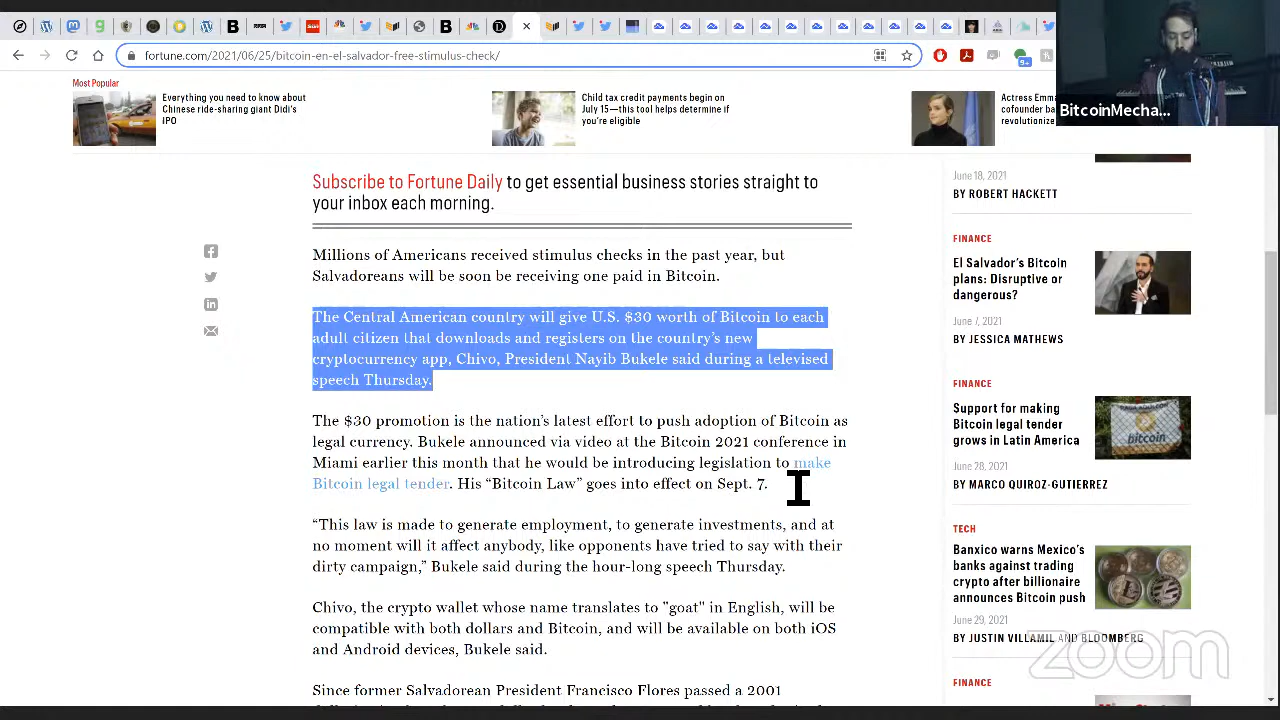 fortune.com/2021/06/25/bitcoin-en-el-salvador-free-stimulus-check/
9+
BitcoinMecha...
Most Popular
Everything you need to know about
Chinese ride-sharing giant Didi's
IPO
Child tax credit payments begin on
July 15—this tool helps determine if
you're eligible
Actress Emma
cofounder ba
revolutionize
Subscribe to Fortune Daily to get essential business stories straight to
your inbox each morning.
Millions of Americans received stimulus checks in the past year, but
Salvadoreans will be soon be receiving one paid in Bitcoin.
The Central American country will give U.S. $30 worth of Bitcoin to each
adult citizen that downloads and registers on the country's new
cryptocurrency app, Chivo, President Nayib Bukele said during a televised
speech Thursday.
The $30 promotion is the nation's latest effort to push adoption of Bitcoin as
legal currency. Bukele announced via video at the Bitcoin 2021 conference in
Miami earlier this month that he would be introducing legislation to make
Bitcoin legal tender. His “Bitcoin Law” goes into effect on Sept. 7.
“This law is made to generate employment, to generate investments, and at
no moment will it affect anybody, like opponents have tried to say with their
dirty campaign,” Bukele said during the hour-long speech Thursday.
Chivo, the crypto wallet whose name translates to "goat" in English, will be
compatible with both dollars and Bitcoin, and will be available on both iOS
and Android devices, Bukele said.
Since former Salvadorean President Francisco Flores passed a 2001
June 18, 2021
BY ROBERT HACKETT
FINANCE
El Salvador's Bitcoin
plans: Disruptive or
dangerous?
June 7, 2021
BY JESSICA MATHEWS
FINANCE
Support for making
Bitcoin legal tender
grows in Latin America
bitcoin
June 28, 2021
BY MARCO QUIROZ-GUTIERREZ
TECH
Banxico warns Mexico's
banks against trading
crypto after billionaire
announces Bitcoin push
June 29, 2021
BY JUSTIN VILLAMIL AND BLOOMBERG
FINANCE
zoom